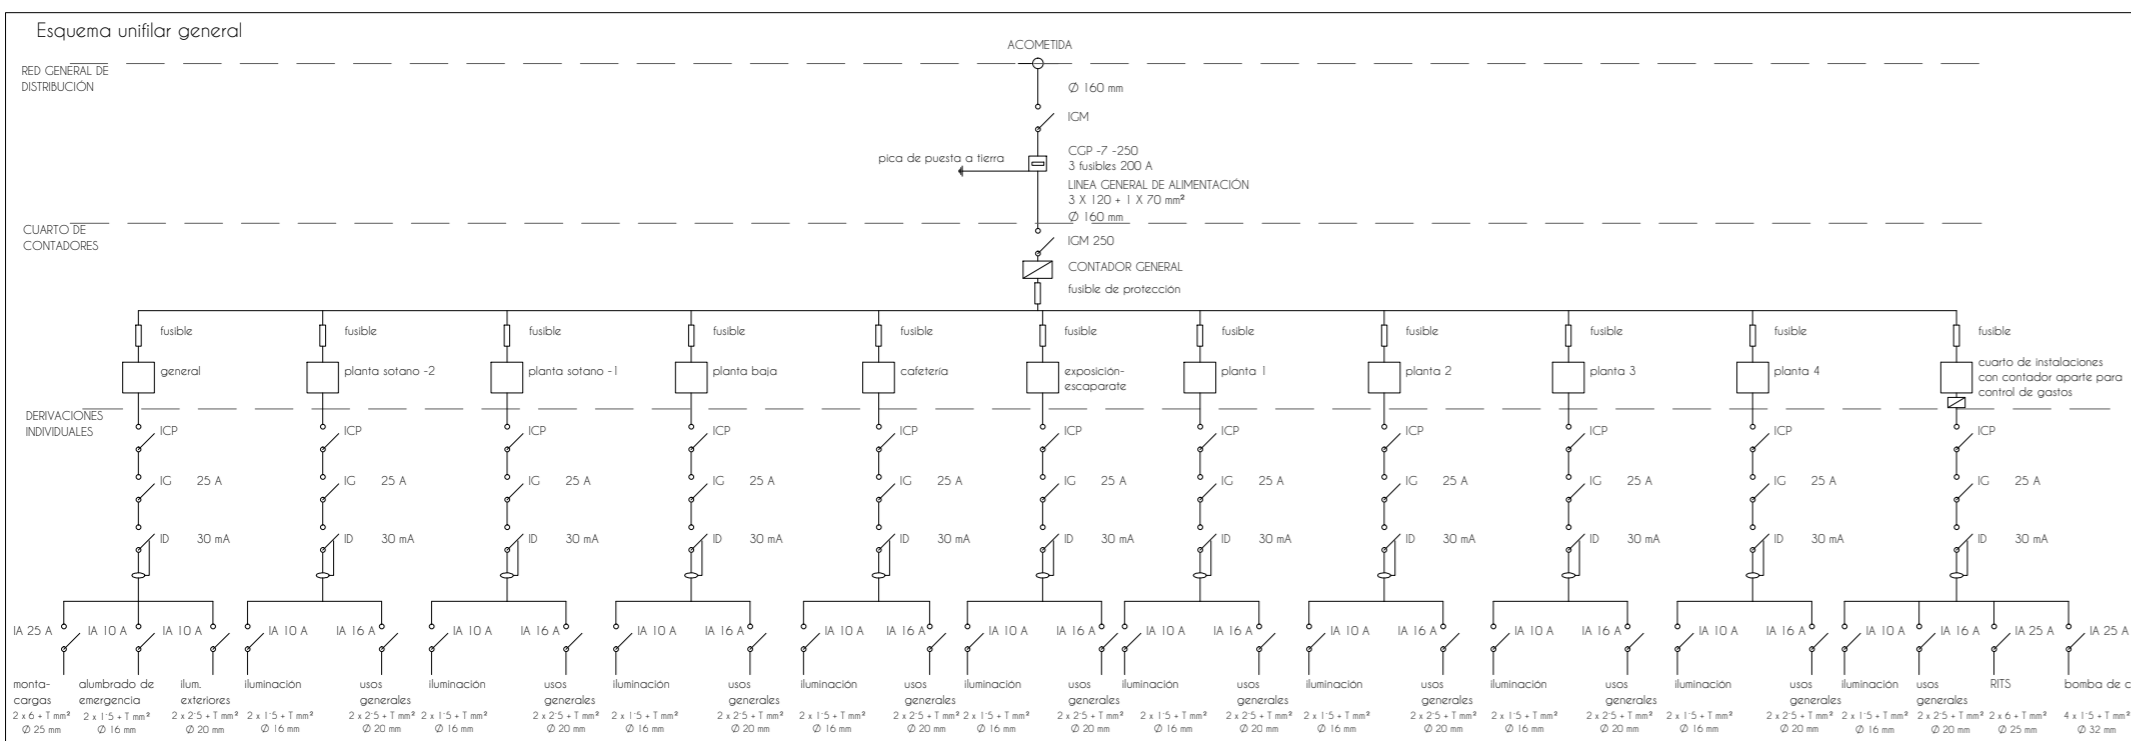 Esquema unifilar general
ACOMETIDA
RED GENERAL DE
DISTRIBUCIÓN
Ø 160 mm
IGM
CGP -7 -250
3 fusibles 200 A
pica de puesta a tierra
LINEA GENERAL DE ALIMENTACIÓN
3 X 120 + 1 X 70 mm²
Ø 160 mm
CUARTO DE
CONTADORES
IGM 250
CONTADOR GENERAL
fusible de protección
fusible fusible fusible fusible fusible fusible fusible fusible fusible fusible fusible
general planta sotano -2 planta sotano -1 planta baja cafetería exposición- planta 1 planta 2 planta 3 planta 4 cuarto de instalaciones
escaparate con contador aparte para
control de gastos
DERIVACIONES
INDIVIDUALES
ICP ICP ICP ICP ICP ICP ICP ICP ICP ICP ICP
IG 25 A IG 25 A IG 25 A IG 25 A IG 25 A IG 25 A IG 25 A IG 25 A IG 25 A IG 25 A IG 25 A
ID 30 mA ID 30 mA ID 30 mA ID 30 mA ID 30 mA ID 30 mA ID 30 mA ID 30 mA ID 30 mA ID 30 mA ID 30 mA
IA 25 A IA 10 A IA 10 A IA 10 A IA 16 A IA 10 A IA 16 A IA 10 A IA 16 A IA 10 A IA 16 A IA 10 A IA 16 A IA 10 A IA 16 A IA 10 A IA 16 A IA 10 A IA 16 A IA 10 A IA 16 A IA 10 A IA 16 A IA 25 A IA 25 A
monta- alumbrado de ilum. iluminación usos iluminación usos iluminación usos iluminación usos iluminación usos iluminación usos iluminación usos iluminación usos iluminación usos iluminación usos RITS bomba de c
cargas emergencia exteriores generales generales generales generales generales generales generales generales generales generales
2 x 6 + T mm² 2 x 1'5 + T mm² 2 x 2'5 + T mm² 2 x 1'5 + T mm² 2 x 2'5 + T mm² 2 x 1'5 + T mm² 2 x 2'5 + T mm² 2 x 1'5 + T mm² 2 x 2'5 + T mm² 2 x 1'5 + T mm² 2 x 2'5 + T mm² 2 x 1'5 + T mm² 2 x 2'5 + T mm² 2 x 1'5 + T mm² 2 x 2'5 + T mm² 2 x 1'5 + T mm² 2 x 2'5 + T mm² 2 x 1'5 + T mm² 2 x 2'5 + T mm² 2 x 1'5 + T mm² 2 x 2'5 + T mm² 2 x 1'5 + T mm² 2 x 2'5 + T mm² 2 x 6 + T mm² 4 x 1'5 + T mm²
Ø 25 mm Ø 16 mm Ø 20 mm Ø 16 mm Ø 20 mm Ø 16 mm Ø 20 mm Ø 16 mm Ø 20 mm Ø 16 mm Ø 20 mm Ø 16 mm Ø 20 mm Ø 16 mm Ø 20 mm Ø 16 mm Ø 20 mm Ø 16 mm Ø 20 mm Ø 16 mm Ø 20 mm Ø 16 mm Ø 20 mm Ø 25 mm Ø 32 mm